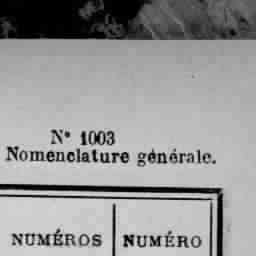 N° 1003
Nomenclature générale.
NUMÉROS NUMÉRO